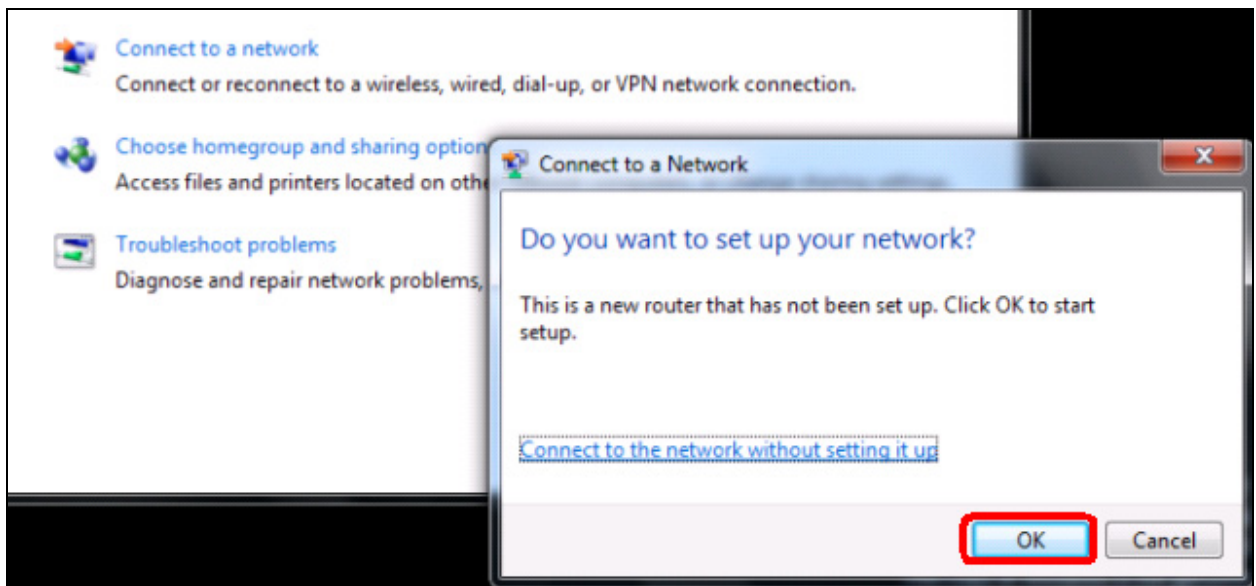 Connect to a network
Connect or reconnect to a wireless, wired, dial-up, or VPN network connection.
Choose homegroup and sharing option
Access files and printers located on othe
Troubleshoot problems
Diagnose and repair network problems,
Connect to a Network
Do you want to set up your network?
This is a new router that has not been set up. Click OK to start
setup.
Connect to the network without setting it up
OK
Cancel